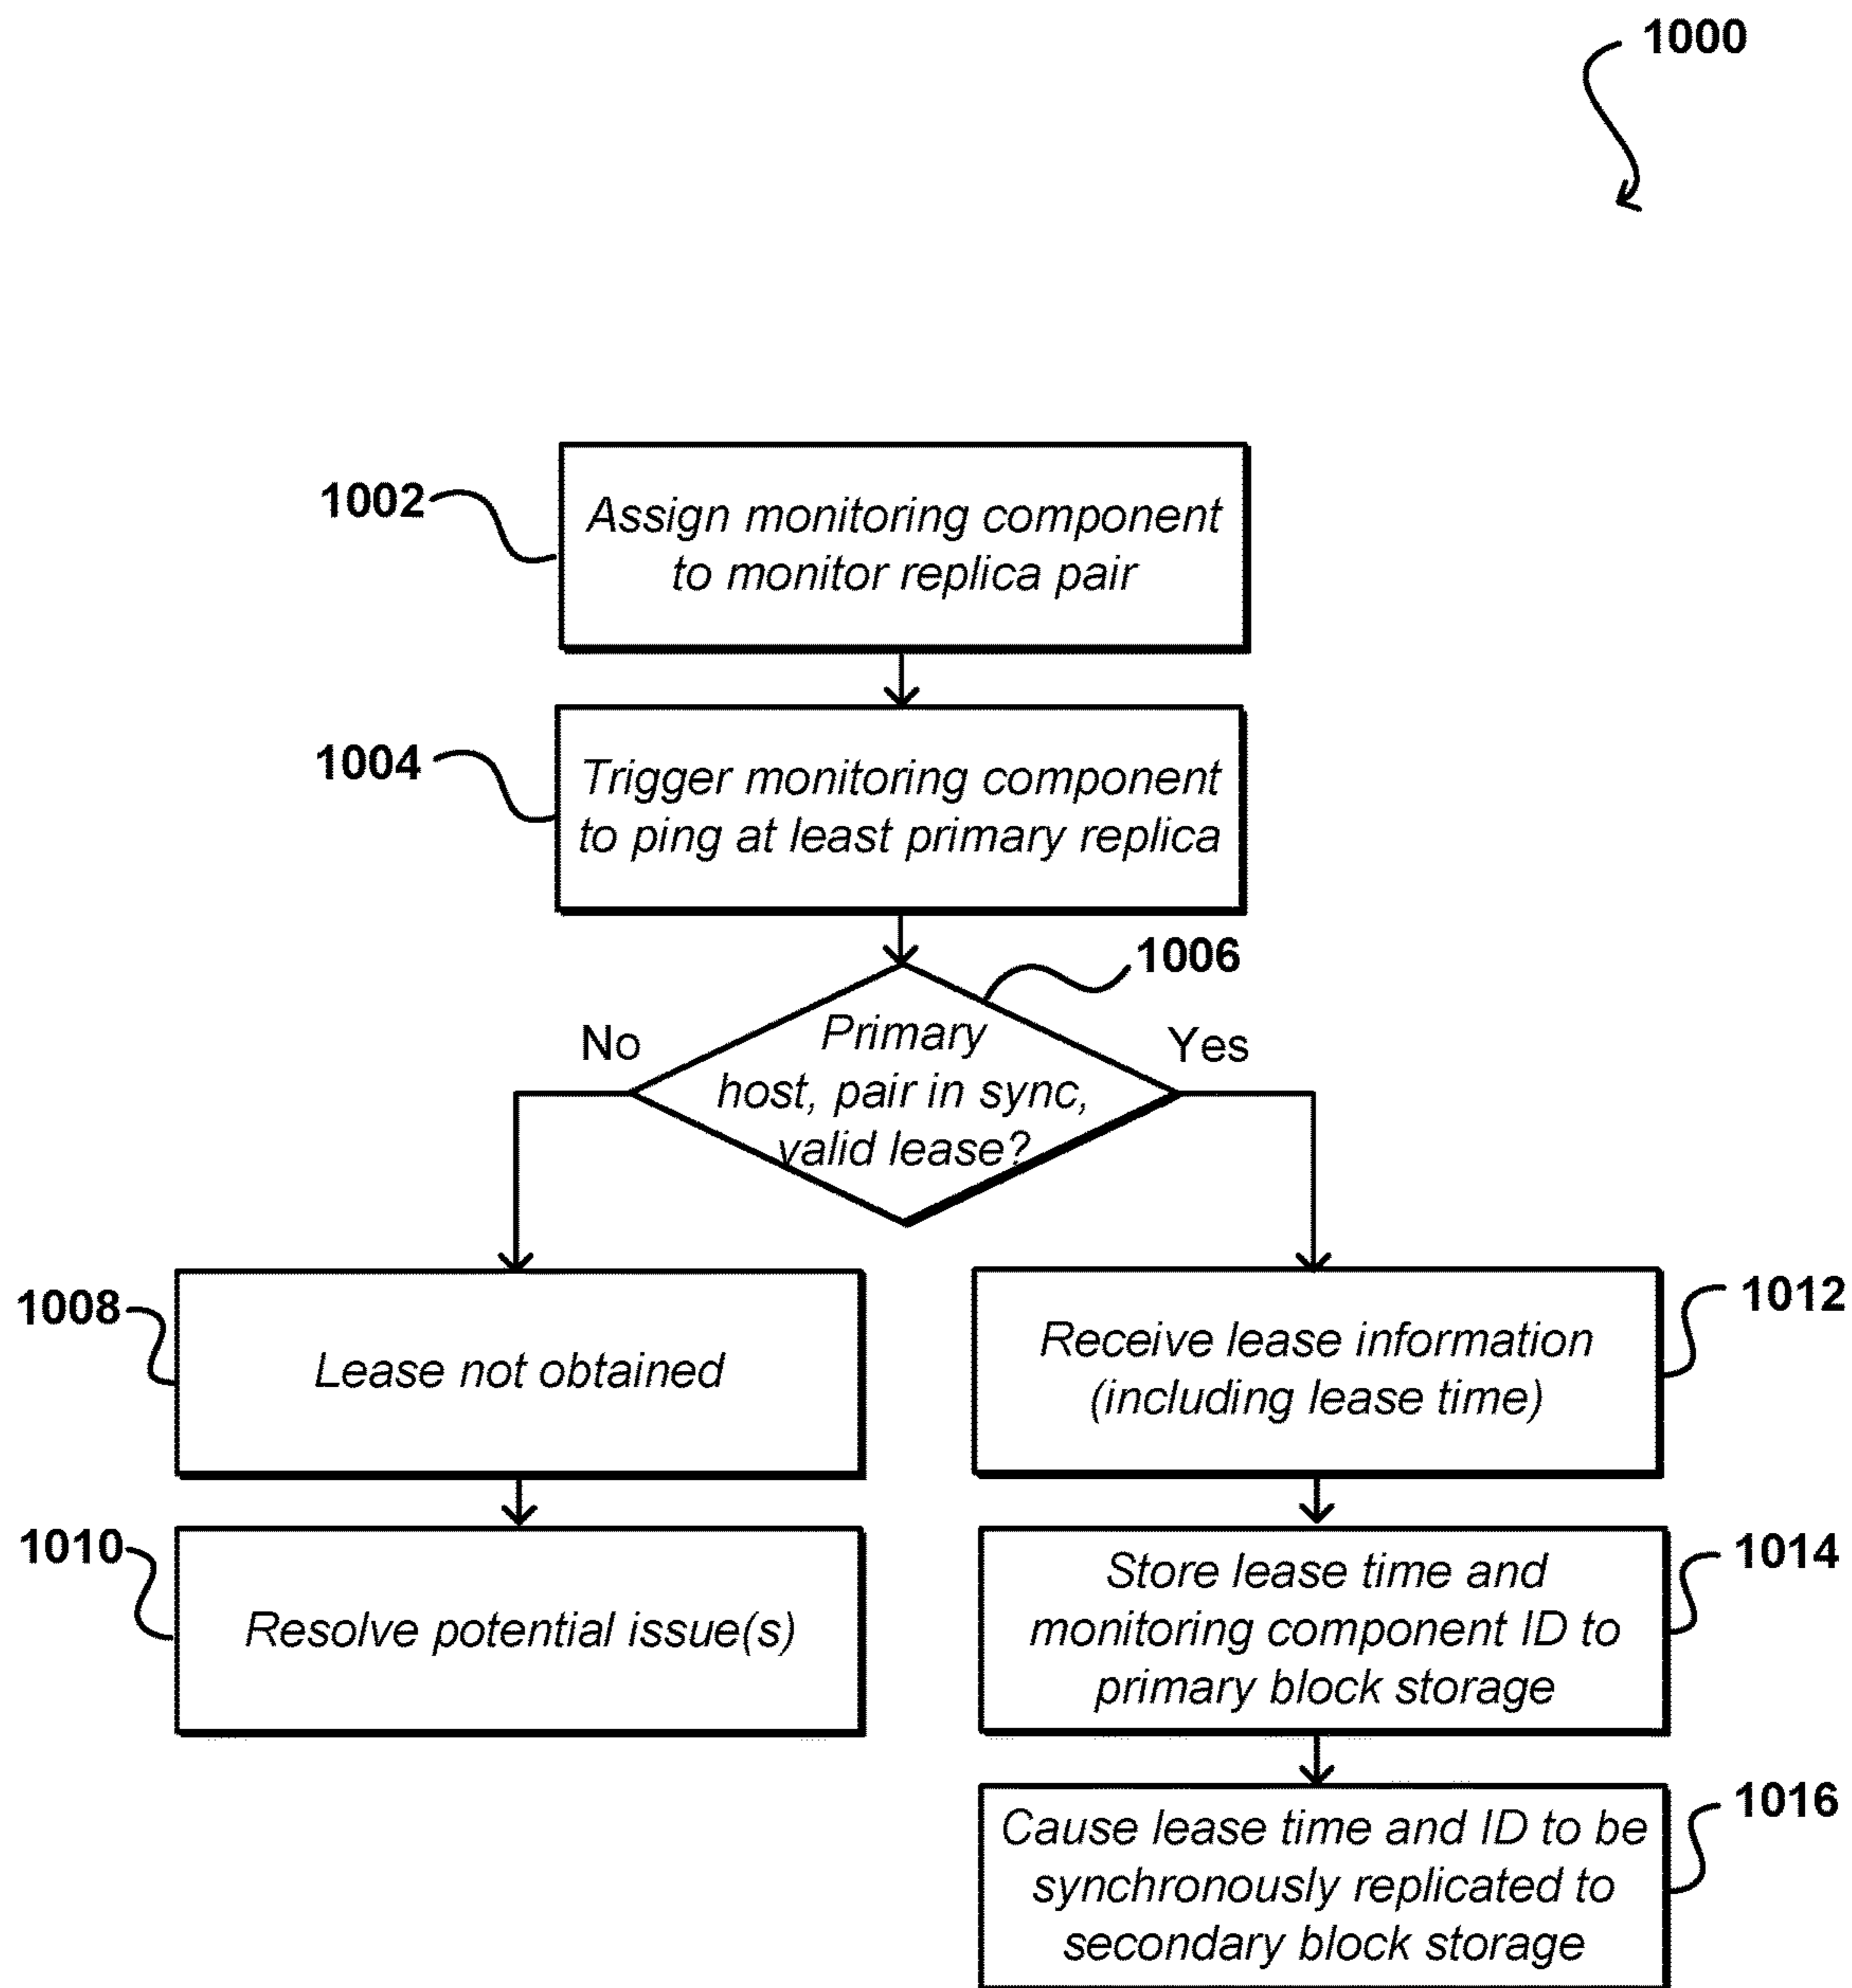 1000
1002
Assign monitoring component
to monitor replica pair
1004
Trigger monitoring component
to ping at least primary replica
1006
No
Yes
Primary
host, pair in sync,
valid lease?
1008
Lease not obtained
1012
Receive lease information
(including lease time)
1010
Resolve potential issue(s)
1014
Store lease time and
monitoring component ID to
primary block storage
1016
Cause lease time and ID to be
synchronously replicated to
secondary block storage